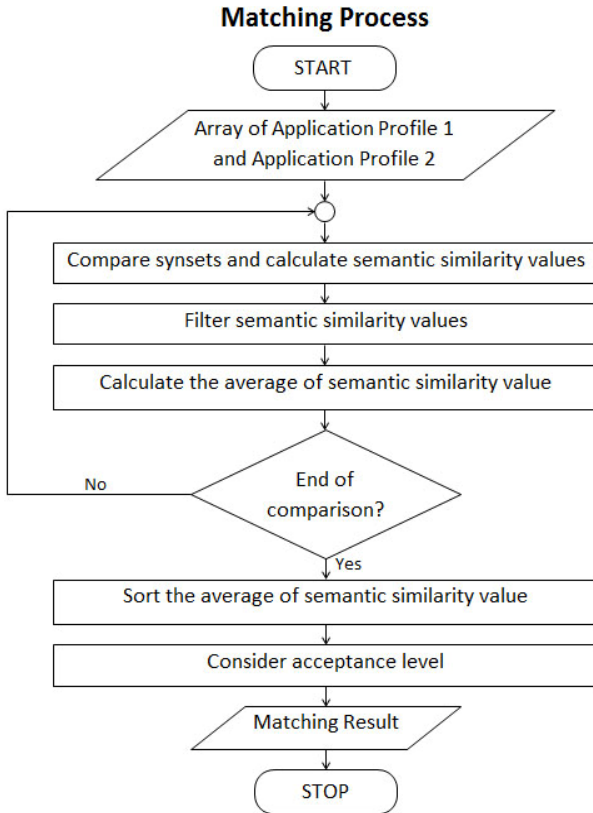 Matching Process
START
Array of Application Profile 1
and Application Profile 2
Compare synsets and calculate semantic similarity values
Filter semantic similarity values
Calculate the average of semantic similarity value
End of
comparison?
No
Yes
Sort the average of semantic similarity value
Consider acceptance level
Matching Result
STOP